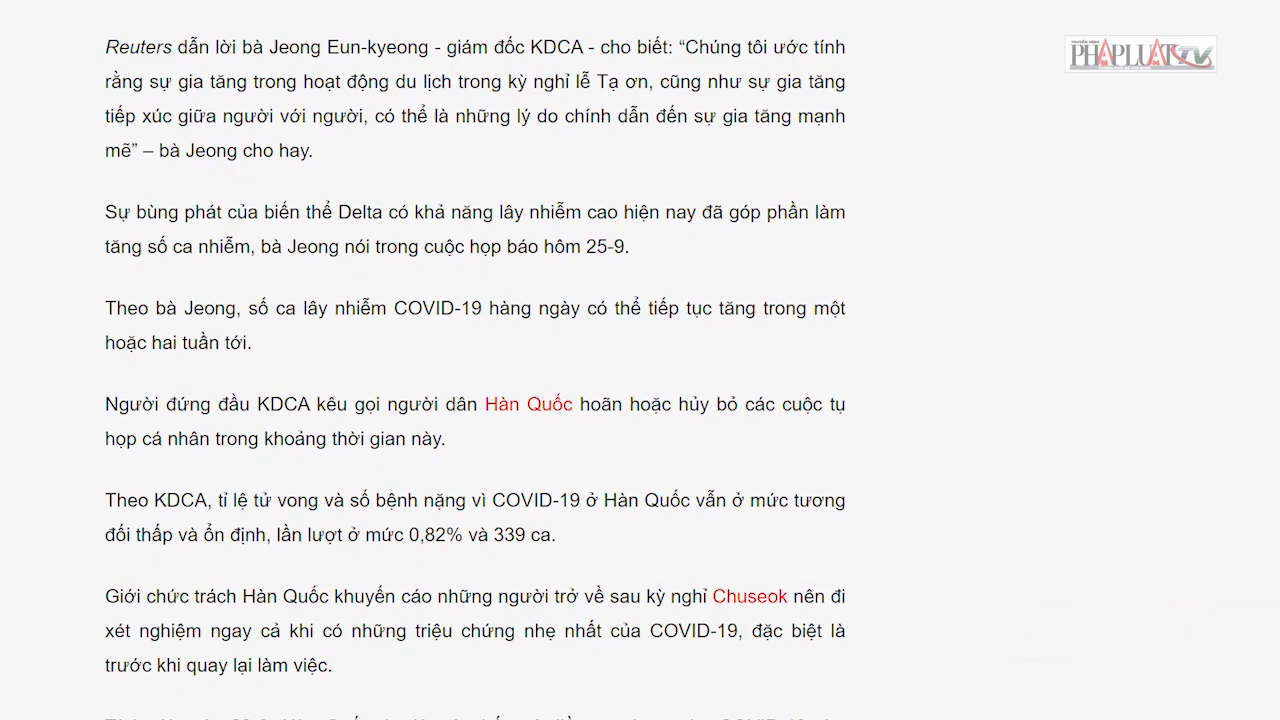 Reuters dẫn lời bà Jeong Eun-kyeong - giám đốc KDCA - cho biết: “Chúng tôi ước tính
rằng sự gia tăng trong hoạt động du lịch trong kỳ nghỉ lễ Tạ ơn, cũng như sự gia tăng
tiếp xúc giữa người với người, có thể là những lý do chính dẫn đến sự gia tăng mạnh
mẽ” – bà Jeong cho hay.
Sự bùng phát của biến thể Delta có khả năng lây nhiễm cao hiện nay đã góp phần làm
tăng số ca nhiễm, bà Jeong nói trong cuộc họp báo hôm 25-9.
Theo bà Jeong, số ca lây nhiễm COVID-19 hàng ngày có thể tiếp tục tăng trong một
hoặc hai tuần tới.
Người đứng đầu KDCA kêu gọi người dân Hàn Quốc hoãn hoặc hủy bỏ các cuộc tụ
họp cá nhân trong khoảng thời gian này.
Theo KDCA, tỉ lệ tử vong và số bệnh nặng vì COVID-19 ở Hàn Quốc vẫn ở mức tương
đối thấp và ổn định, lần lượt ở mức 0,82% và 339 ca.
Giới chức trách Hàn Quốc khuyến cáo những người trở về sau kỳ nghỉ Chuseok nên đi
xét nghiệm ngay cả khi có những triệu chứng nhẹ nhất của COVID-19, đặc biệt là
trước khi quay lại làm việc.
PHÁPLUẬT TV